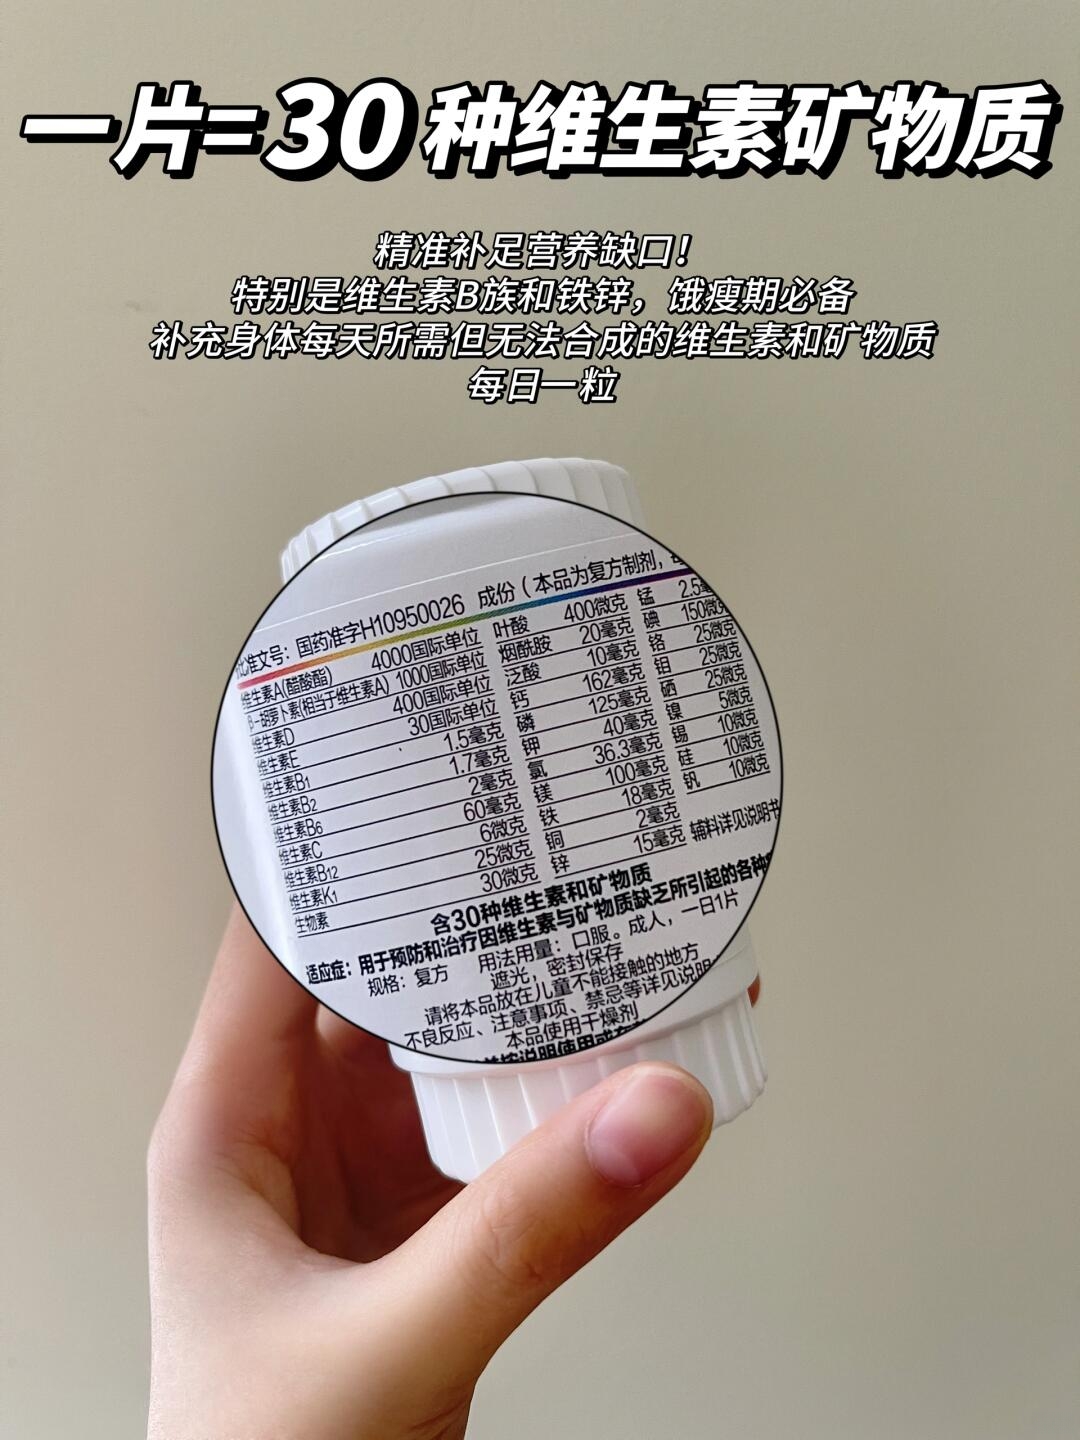 一片=30种维生素矿物质
精准补足营养缺口！
特别是维生素B族和铁锌，饿瘦期必备
补充身体每天所需但无法合成的维生素和矿物质
每日一粒
批准文号：国药准字H10950026 成份（本品为复方制剂，每
维生素A(醋酸酯) 4000国际单位
β-胡萝卜素(相当于维生素A) 1000国际单位
维生素D 400国际单位
维生素E 30国际单位
维生素B1 1.5毫克
维生素B2 1.7毫克
维生素B6 2毫克
维生素C 60毫克
维生素B12 6微克
维生素K1 25微克
生物素 30微克
叶酸 400微克
烟酰胺 20毫克
泛酸 10毫克
钙 162毫克
磷 125毫克
钾 40毫克
氯 36.3毫克
镁 100毫克
铁 18毫克
铜 2毫克
锌 15毫克
锰 2.5毫
碘 150微克
铬 25微克
钼 25微克
硒 25微克
镍 5微克
锡 10微克
硅 10微克
钒 10微克
辅料详见说明书
含30种维生素和矿物质
适应症：用于预防和治疗因维生素与矿物质缺乏所引起的各种
规格：复方 用法用量：口服。成人，一日1片
遮光，密封保存
请将本品放在儿童不能接触的地方
不良反应、注意事项、禁忌等详见说明
本品使用干燥剂
按说明使用或在